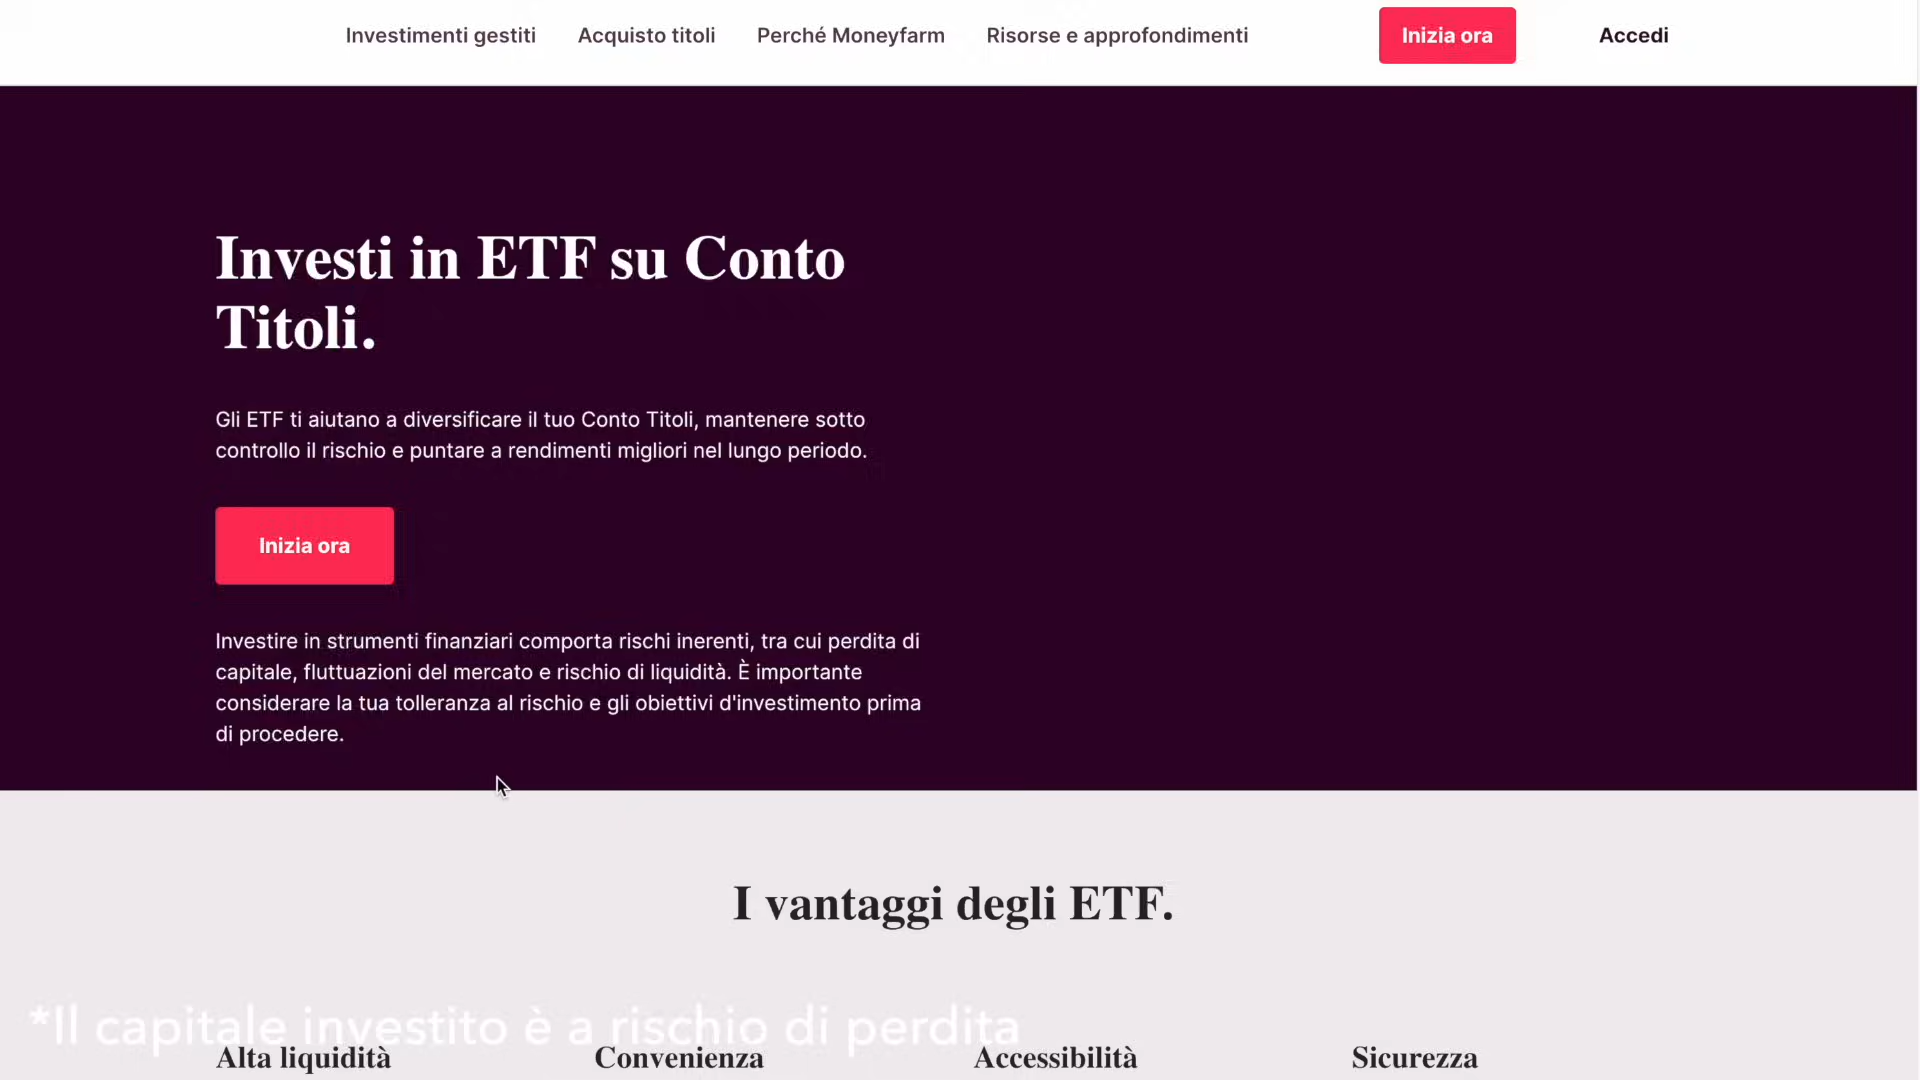 Investimenti gestiti Acquisto titoli Perché Moneyfarm Risorse e approfondimenti Inizia ora Accedi
Investi in ETF su Conto
Titoli.
Gli ETF ti aiutano a diversificare il tuo Conto Titoli, mantenere sotto
controllo il rischio e puntare a rendimenti migliori nel lungo periodo.
Inizia ora
Investire in strumenti finanziari comporta rischi inerenti, tra cui perdita di
capitale, fluttuazioni del mercato e rischio di liquidità. È importante
considerare la tua tolleranza al rischio e gli obiettivi d'investimento prima
di procedere.
I vantaggi degli ETF.
*Il capitale investito è a rischio di perdita
Alta liquidità Convenienza Accessibilità Sicurezza